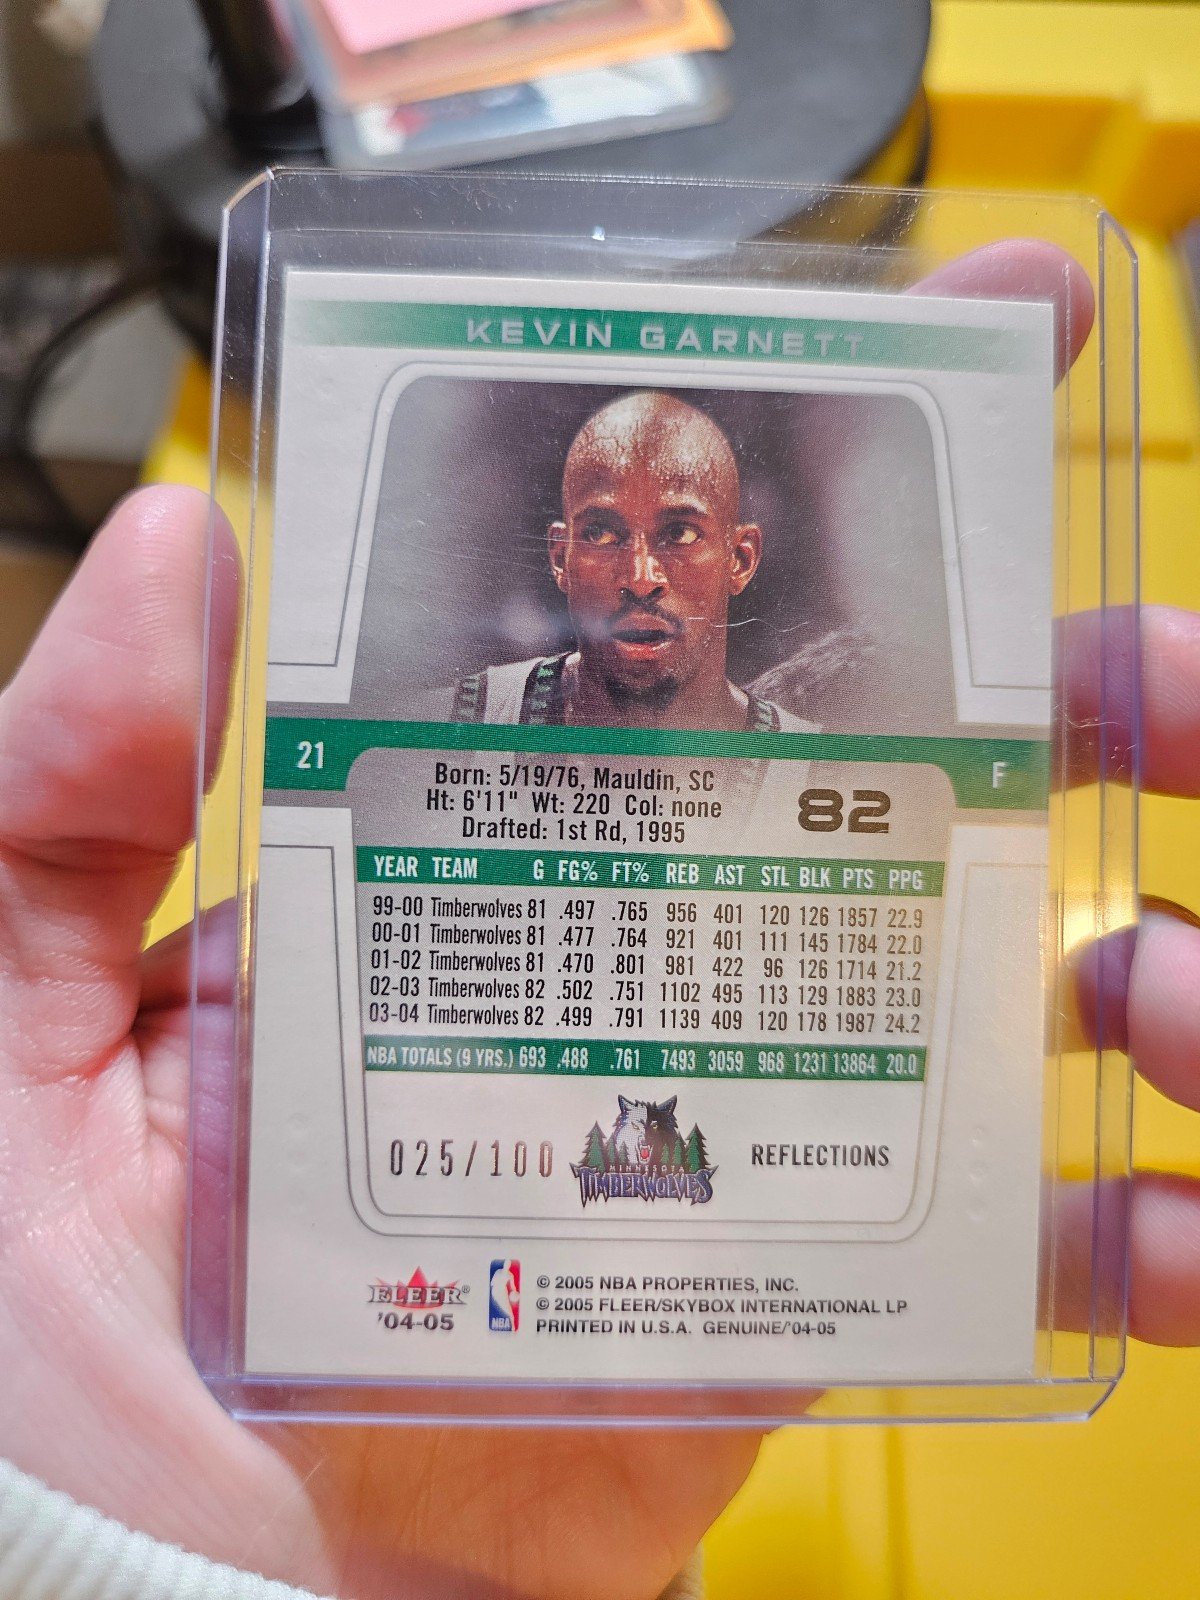 KEVIN GARNETT
21
F
Born: 5/19/76, Mauldin, SC
Ht: 6'11" Wt: 220 Col: none
Drafted: 1st Rd, 1995
82
YEAR TEAM G FG% FT% REB AST STL BLK PTS PPG
99-00 Timberwolves 81 .497 .765 956 401 120 126 1857 22.9
00-01 Timberwolves 81 .477 .764 921 401 111 145 1784 22.0
01-02 Timberwolves 81 .470 .801 981 422 96 126 1714 21.2
02-03 Timberwolves 82 .502 .751 1102 495 113 129 1883 23.0
03-04 Timberwolves 82 .499 .791 1139 409 120 178 1987 24.2
NBA TOTALS (9 YRS.) 693 .488 .761 7493 3059 968 1231 13864 20.0
025/100
MINNESOTA
TIMBERWOLVES
REFLECTIONS
FLEER®
'04-05
NBA
© 2005 NBA PROPERTIES, INC.
© 2005 FLEER/SKYBOX INTERNATIONAL LP
PRINTED IN U.S.A. GENUINE/'04-05